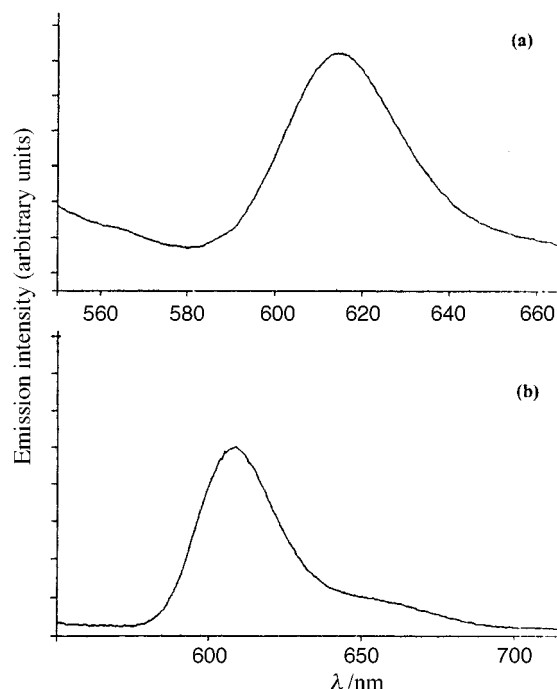 (a)
560 580 600 620 640 660
Emission intensity (arbitrary units)
(b)
600 650 700
λ /nm